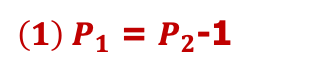 (1) P₁ = P₂-1